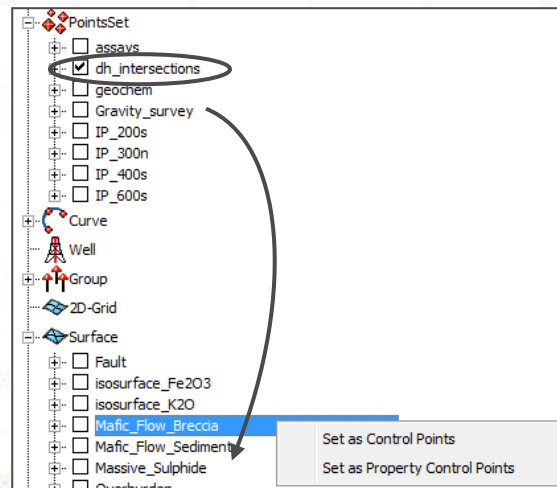 PointsSet
assays
dh_intersections
geochem
Gravity_survey
IP_200s
IP_300n
IP_400s
IP_600s
Curve
Well
Group
2D-Grid
Surface
Fault
isosurface_Fe2O3
isosurface_K2O
Mafic_Flow_Breccia
Set as Control Points
Mafic_Flow_Sediment
Massive_Sulphide
Set as Property Control Points
Overburden